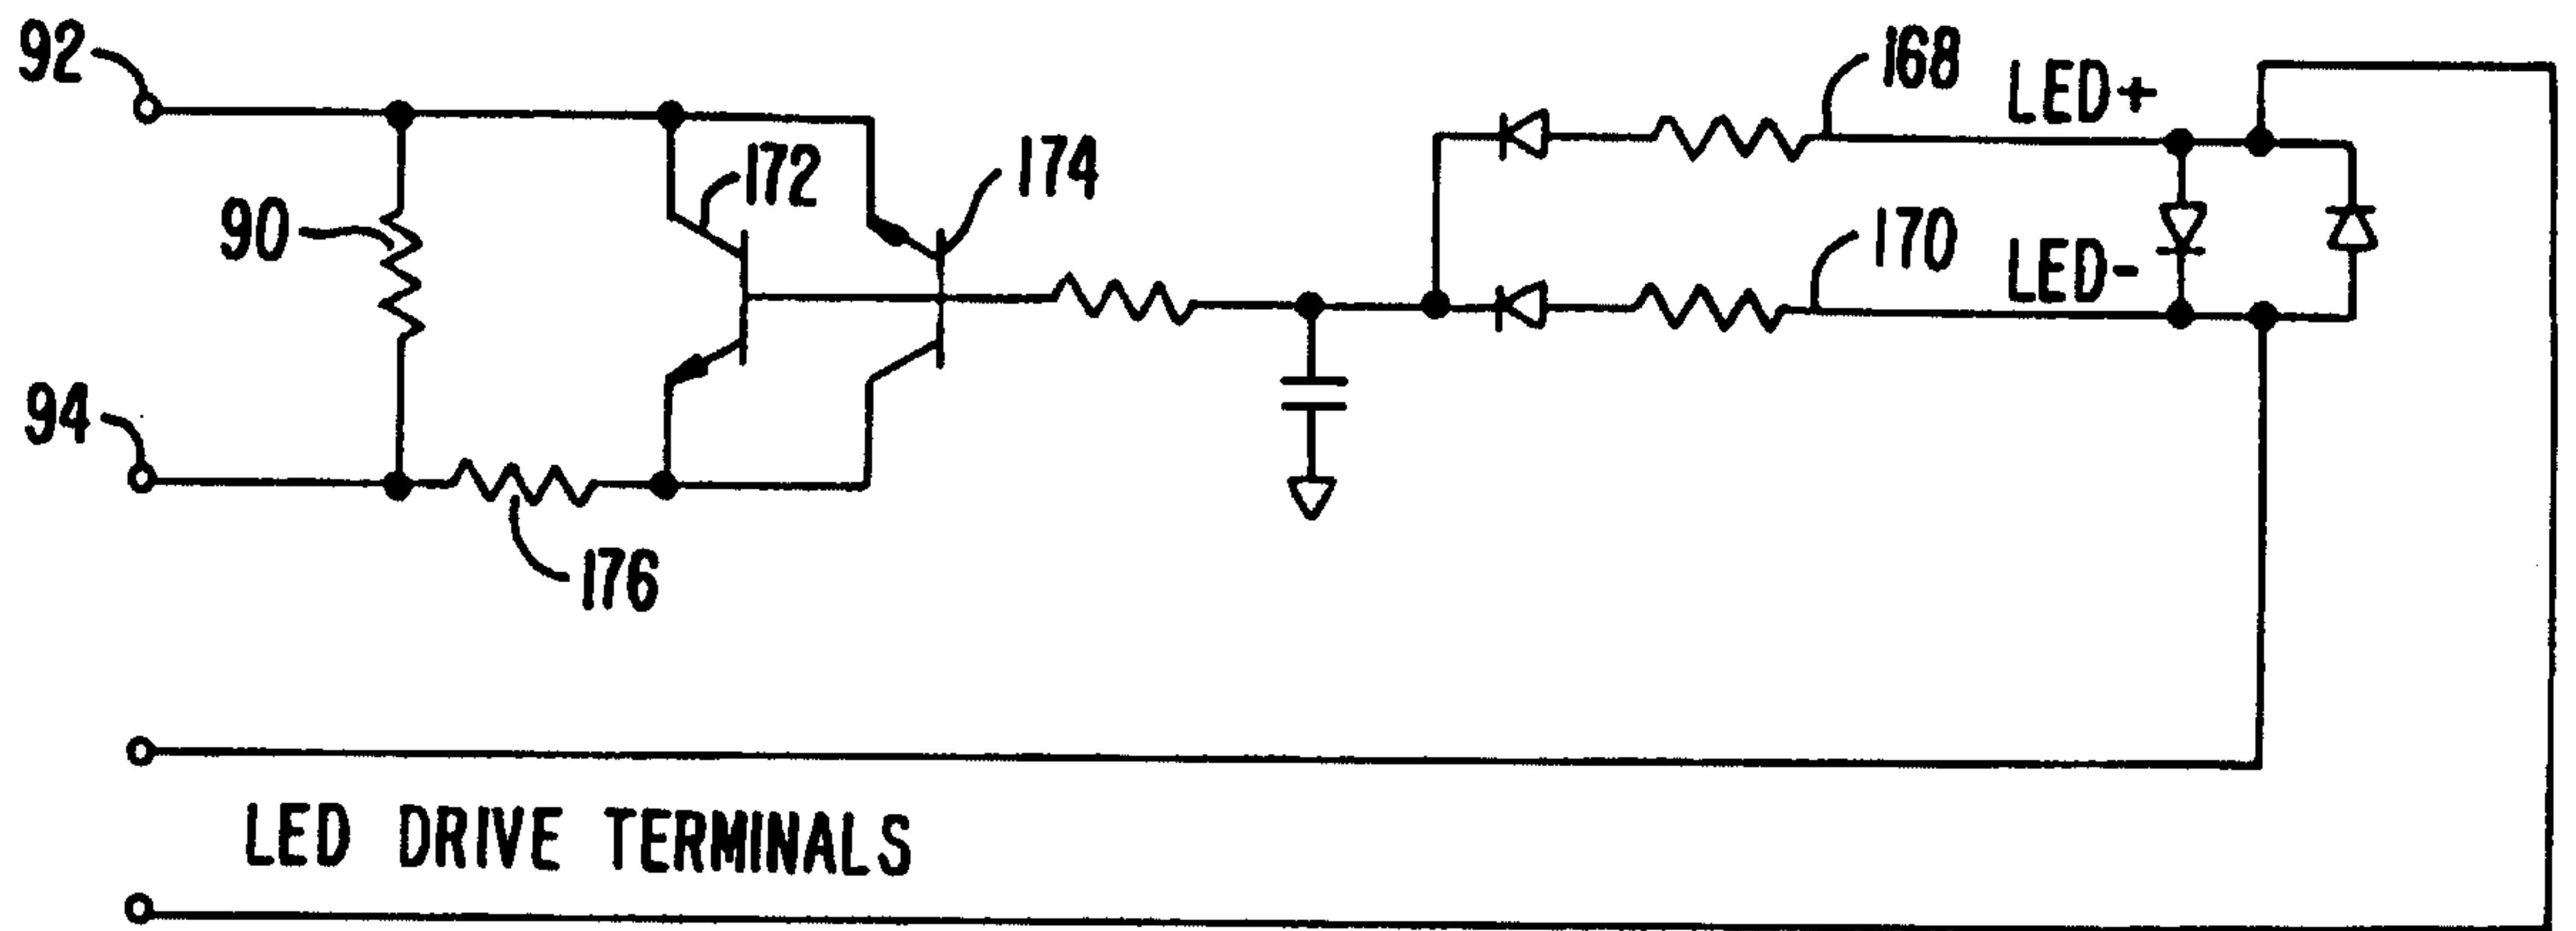 92
168
LED+
172
174
90
170
LED-
94
176
LED DRIVE TERMINALS